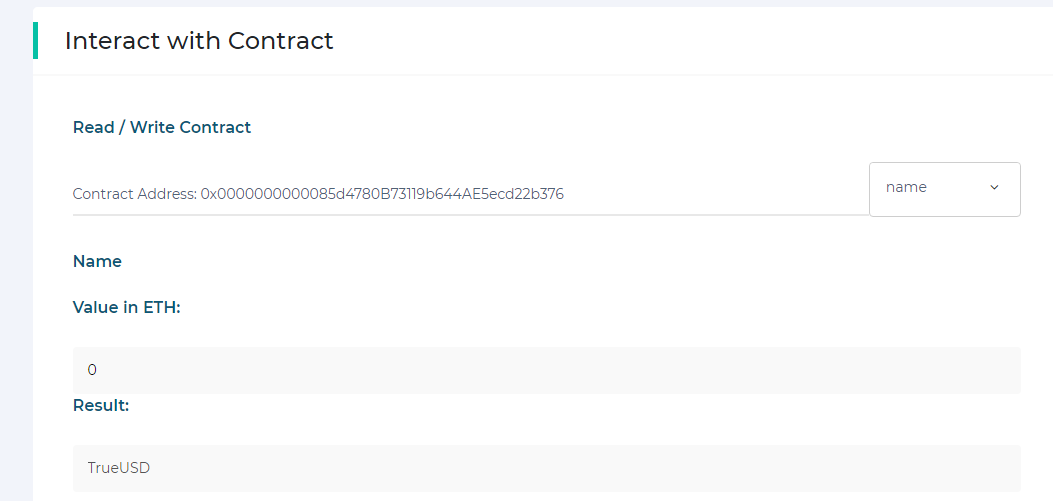 Interact with Contract
Read / Write Contract
Contract Address: 0x0000000000085d4780B73119b644AE5ecd22b376
name
Name
Value in ETH:
0
Result:
TrueUSD